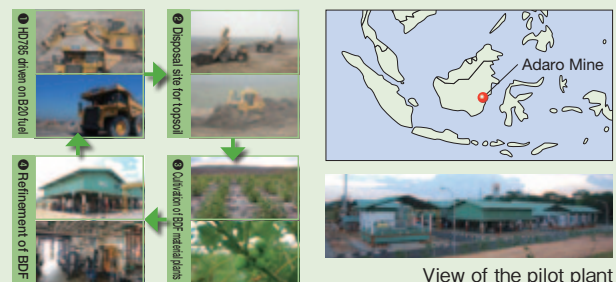 ❶ HD785 driven on B20 fuel
❷ Disposal site for topsoil
❸ Cultivation of BDF material plants
❹ Refinement of BDF
Adaro Mine
View of the pilot plant